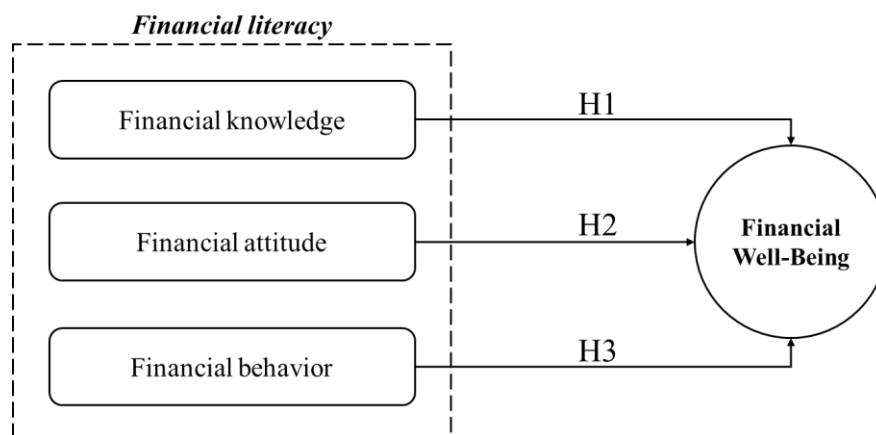 Financial literacy
Financial knowledge
H1
Financial attitude
H2
Financial
Well-Being
Financial behavior
H3